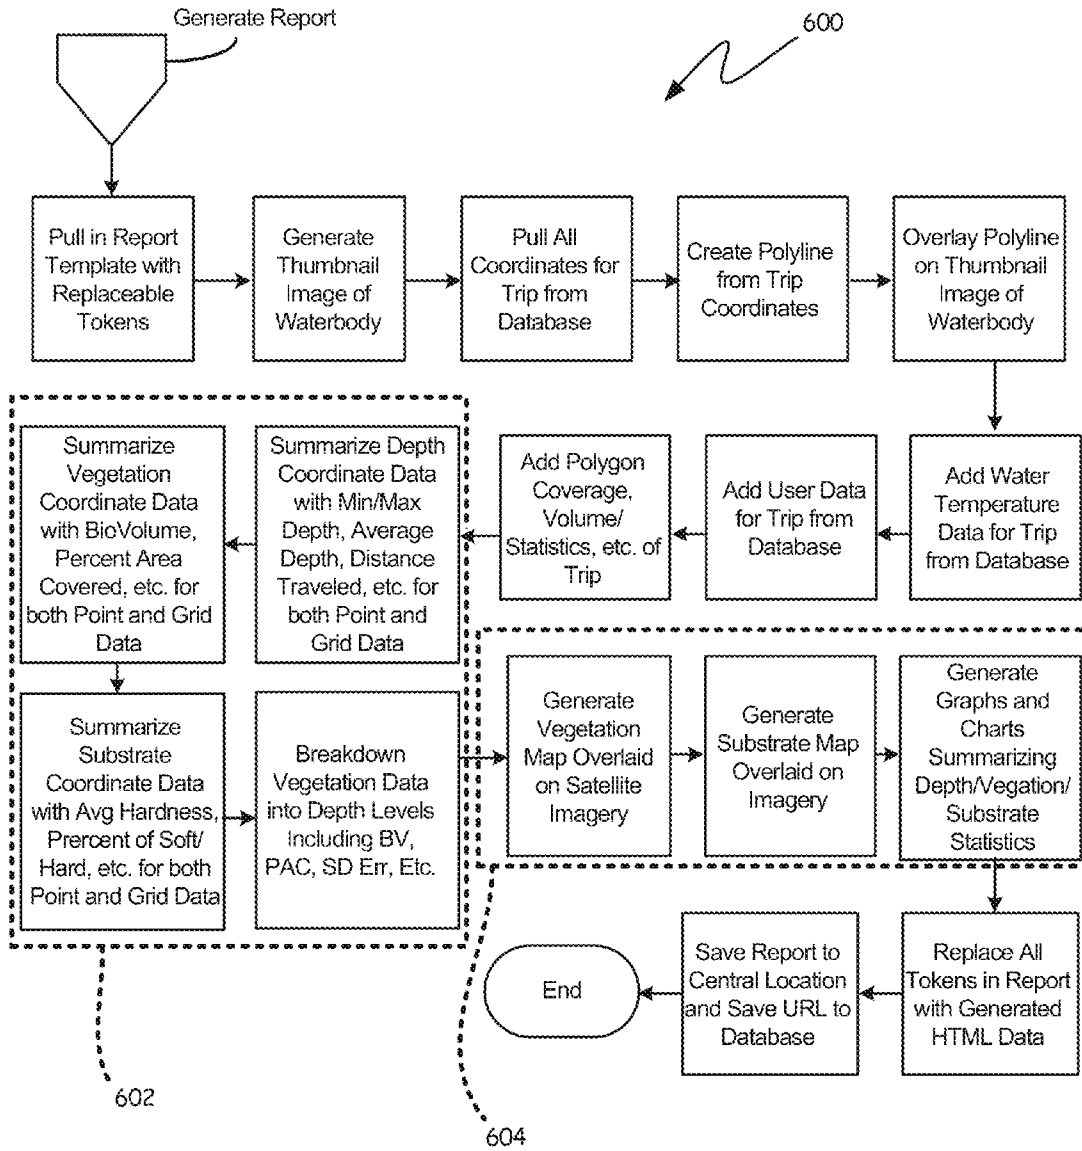 Generate Report
600
Pull in Report
Template with
Replaceable
Tokens
Generate
Thumbnail
Image of
Waterbody
Pull All
Coordinates for
Trip from
Database
Create Polyline
from Trip
Coordinates
Overlay Polyline
on Thumbnail
Image of
Waterbody
Add Water
Temperature
Data for Trip
from Database
Add User Data
for Trip from
Database
Add Polygon
Coverage,
Volume/
Statistics, etc. of
Trip
Summarize Depth
Coordinate Data
with Min/Max
Depth, Average
Depth, Distance
Traveled, etc. for
both Point and
Grid Data
Summarize
Vegetation
Coordinate Data
with BioVolume,
Percent Area
Covered, etc. for
both Point and Grid
Data
Summarize
Substrate
Coordinate Data
with Avg Hardness,
Prercent of Soft/
Hard, etc. for both
Point and Grid Data
Breakdown
Vegetation Data
into Depth Levels
Including BV,
PAC, SD Err, Etc.
Generate
Vegetation
Map Overlaid
on Satellite
Imagery
Generate
Substrate Map
Overlaid on
Imagery
Generate
Graphs and
Charts
Summarizing
Depth/Vegation/
Substrate
Statistics
Replace All
Tokens in Report
with Generated
HTML Data
Save Report to
Central Location
and Save URL to
Database
End
602
604